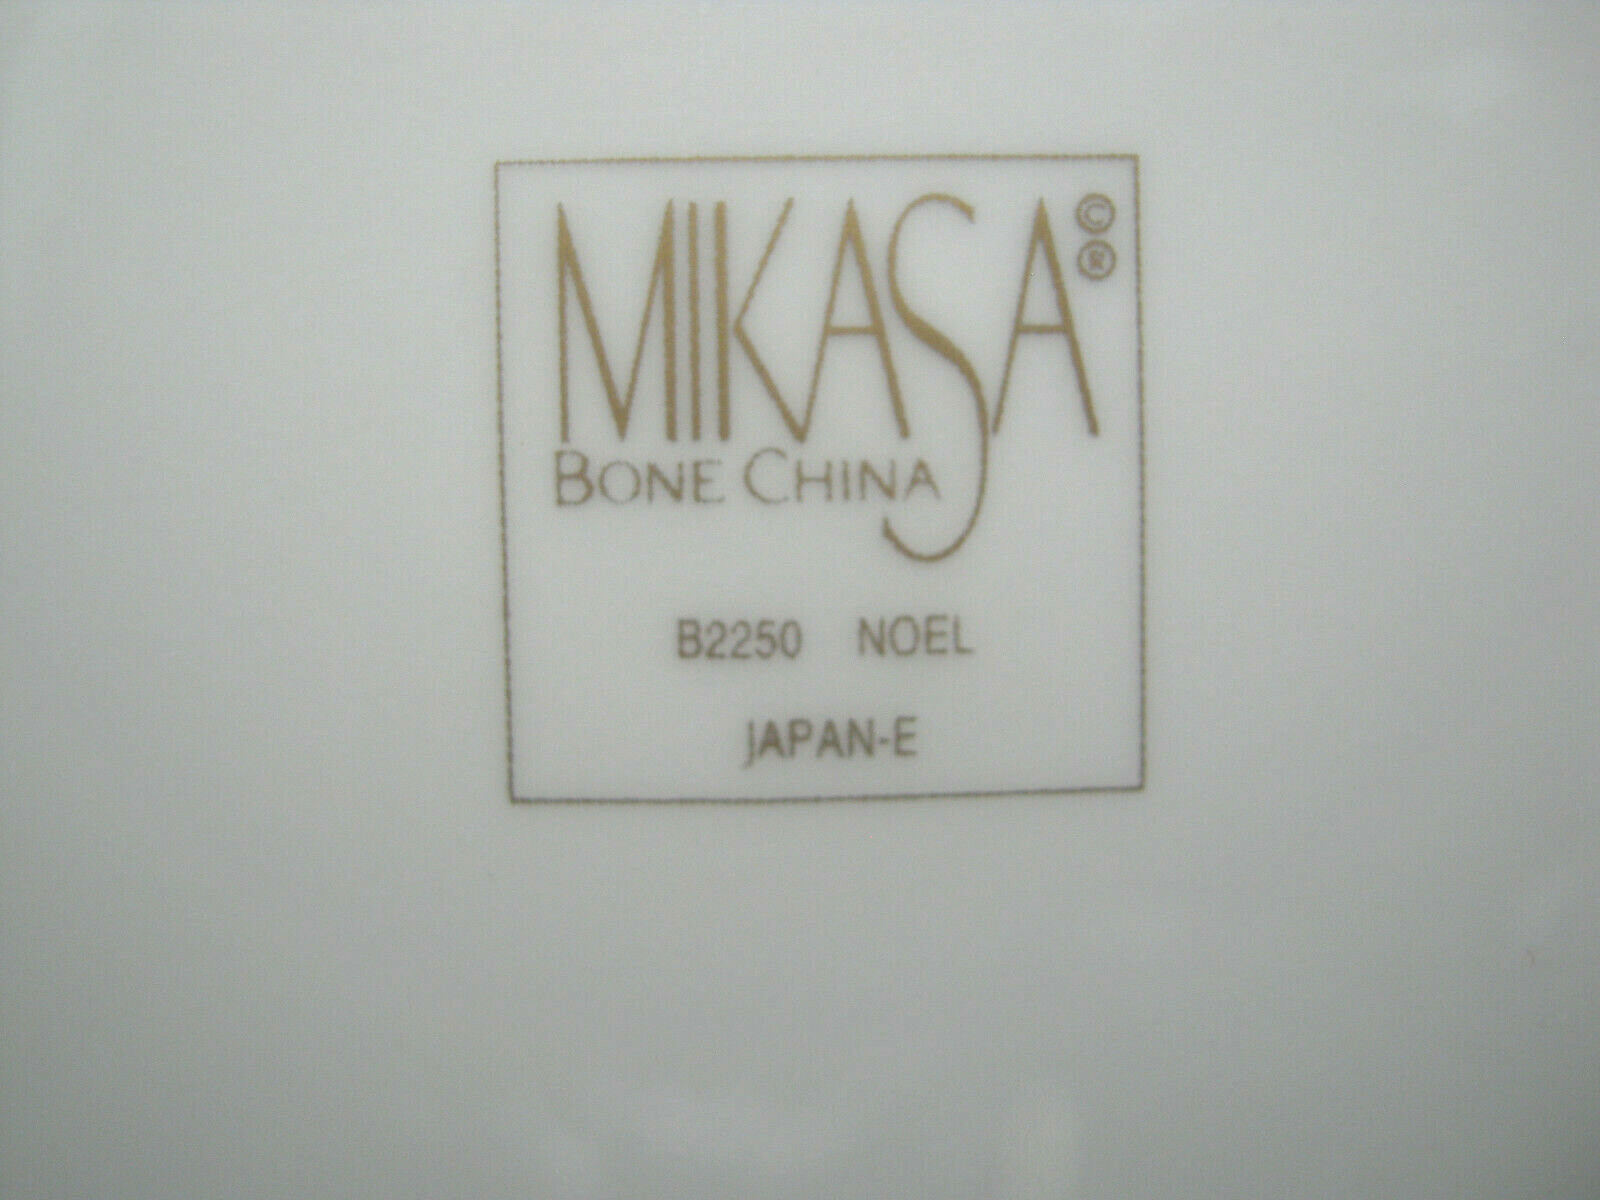 MIKASA©®
BONE CHINA
B2250 NOEL
JAPAN-E